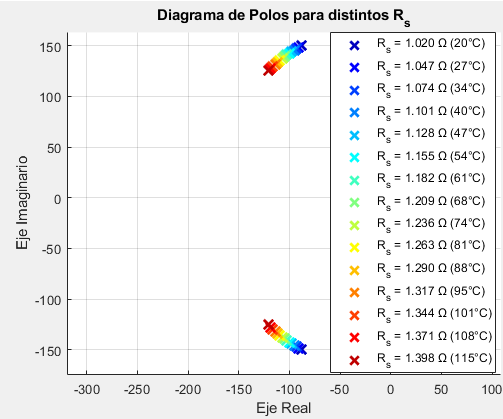 Diagrama de Polos para distintos Rs
150
100
50
0
-50
-100
-150
Eje Imaginario
-300
-250
-200
-150
-100
-50
0
50
100
Eje Real
Rs = 1.020 Ω (20°C)
Rs = 1.047 Ω (27°C)
Rs = 1.074 Ω (34°C)
Rs = 1.101 Ω (40°C)
Rs = 1.128 Ω (47°C)
Rs = 1.155 Ω (54°C)
Rs = 1.182 Ω (61°C)
Rs = 1.209 Ω (68°C)
Rs = 1.236 Ω (74°C)
Rs = 1.263 Ω (81°C)
Rs = 1.290 Ω (88°C)
Rs = 1.317 Ω (95°C)
Rs = 1.344 Ω (101°C)
Rs = 1.371 Ω (108°C)
Rs = 1.398 Ω (115°C)